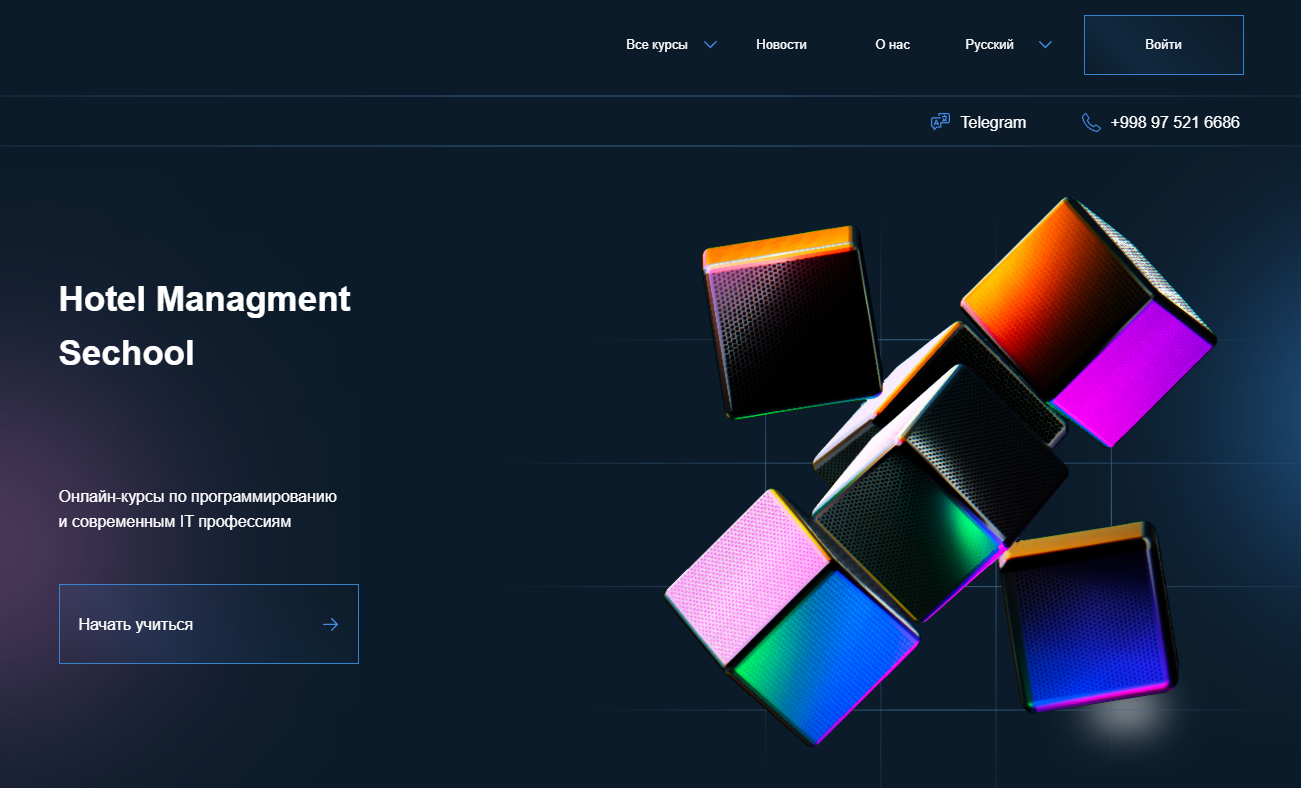 Все курсы
Новости
О нас
Русский
Войти
Telegram
+998 97 521 6686
Hotel Managment
Sechool
Онлайн-курсы по программированию
и современным IT профессиям
Начать учиться